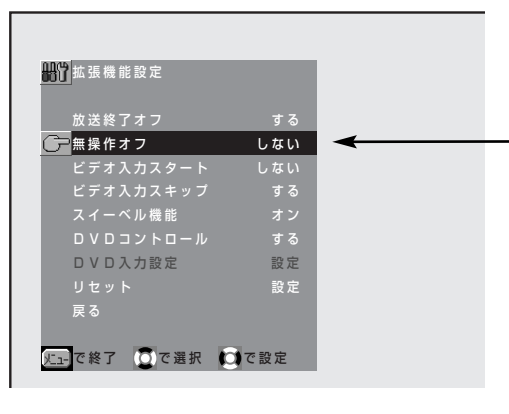 拡張機能設定
放送終了オフ する
無操作オフ しない
ビデオ入力スタート しない
ビデオ入力スキップ する
スイーベル機能 オン
DVDコントロール する
DVD入力設定 設定
リセット 設定
戻る
メニューで終了 で選択 で設定